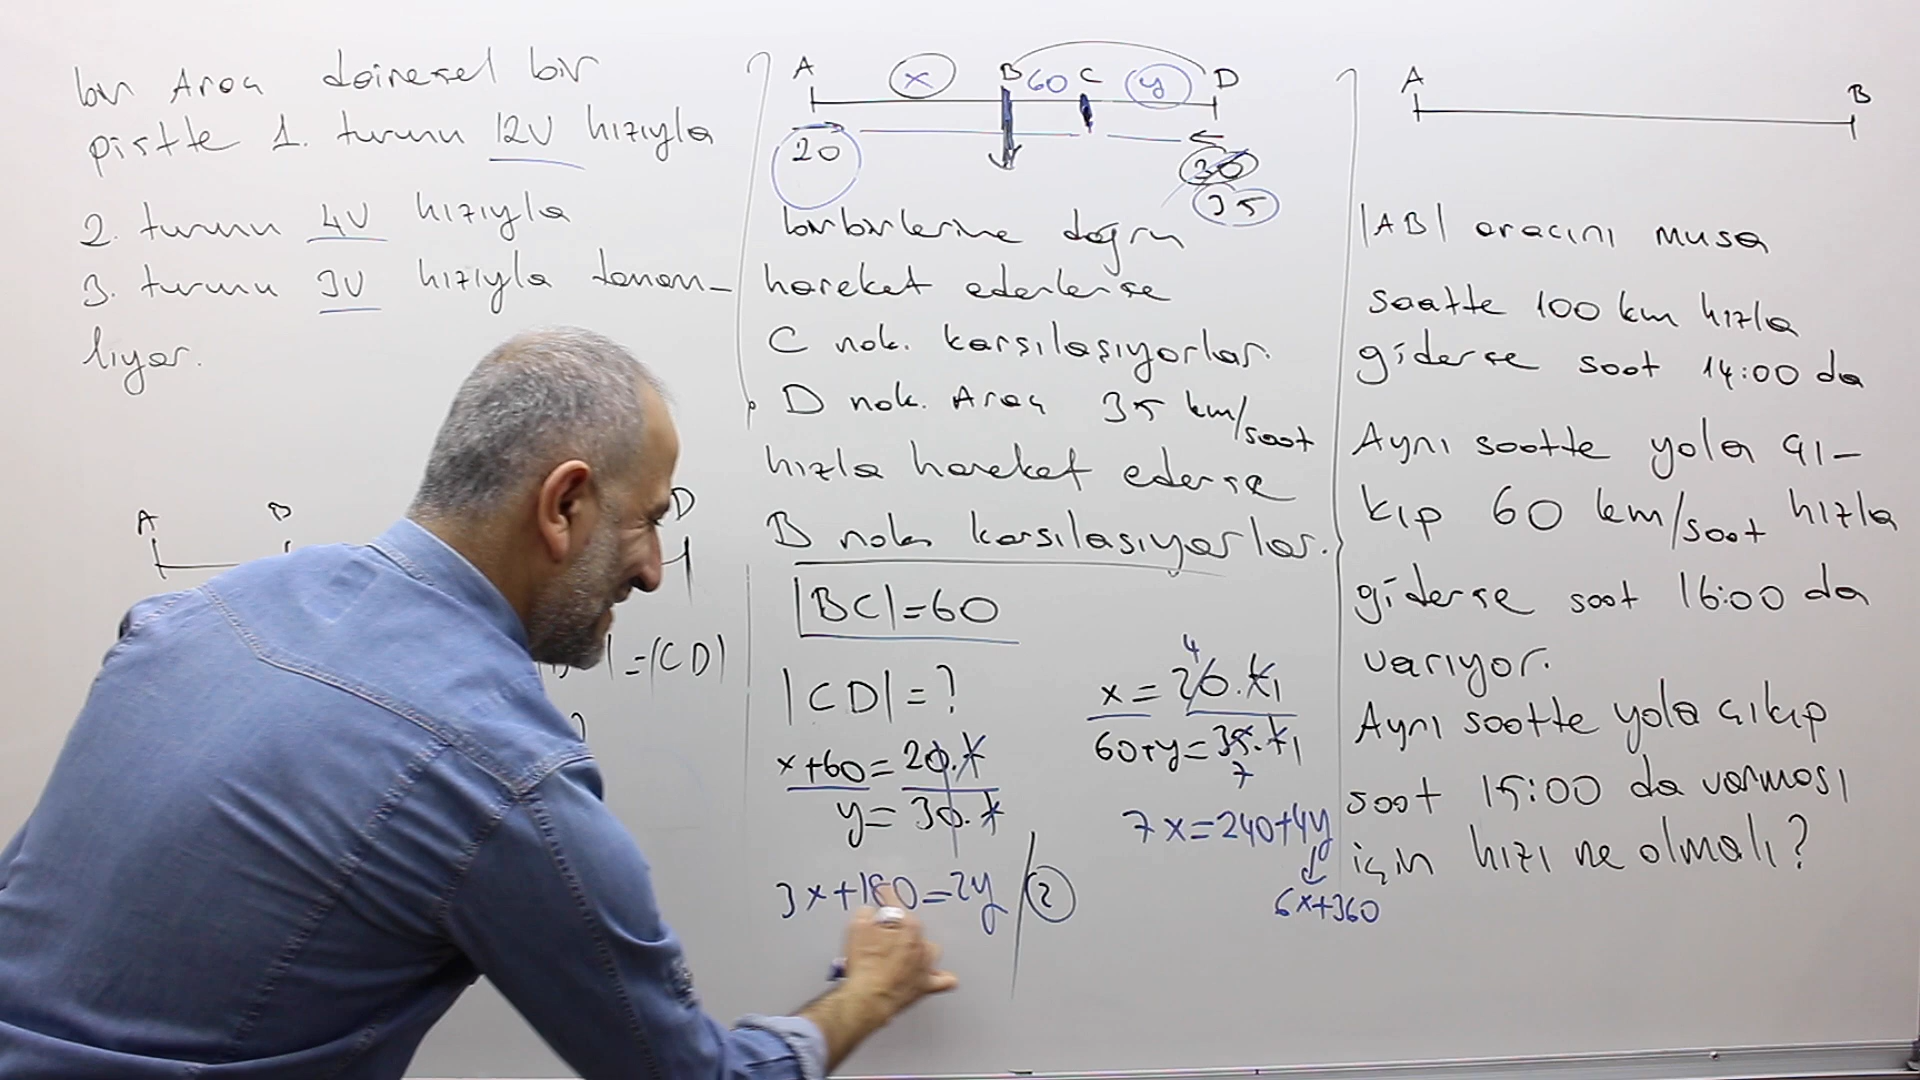 bir Araç dairesel bir
pistte 1. turunu 12V hızıyla
2. turunu 4V hızıyla
3. turunu 3V hızıyla tamam-
lıyor.
A B D
|=|CD|
A x B 60 C y D
20 30
35
birbirlerine doğru
hareket ederlerse
C nok. karşılaşıyorlar.
D nok. Araç 35 km/saat
hızla hareket ederse
B nok karşılaşıyorlar.
|BC|=60
|CD|=?
x+60=20.k
y=30.k
3x+180=2y /2
4
x=20.k1
60+y=35.k1
7
7x=240+4y
6x+360
A B
|AB| aracını musa
saatte 100 km hızla
giderse saat 14:00 da
Aynı saatte yola çı-
kıp 60 km/saat hızla
giderse saat 16:00 da
varıyor.
Aynı saatte yola çıkıp
saat 15:00 da varması
için hızı ne olmalı?